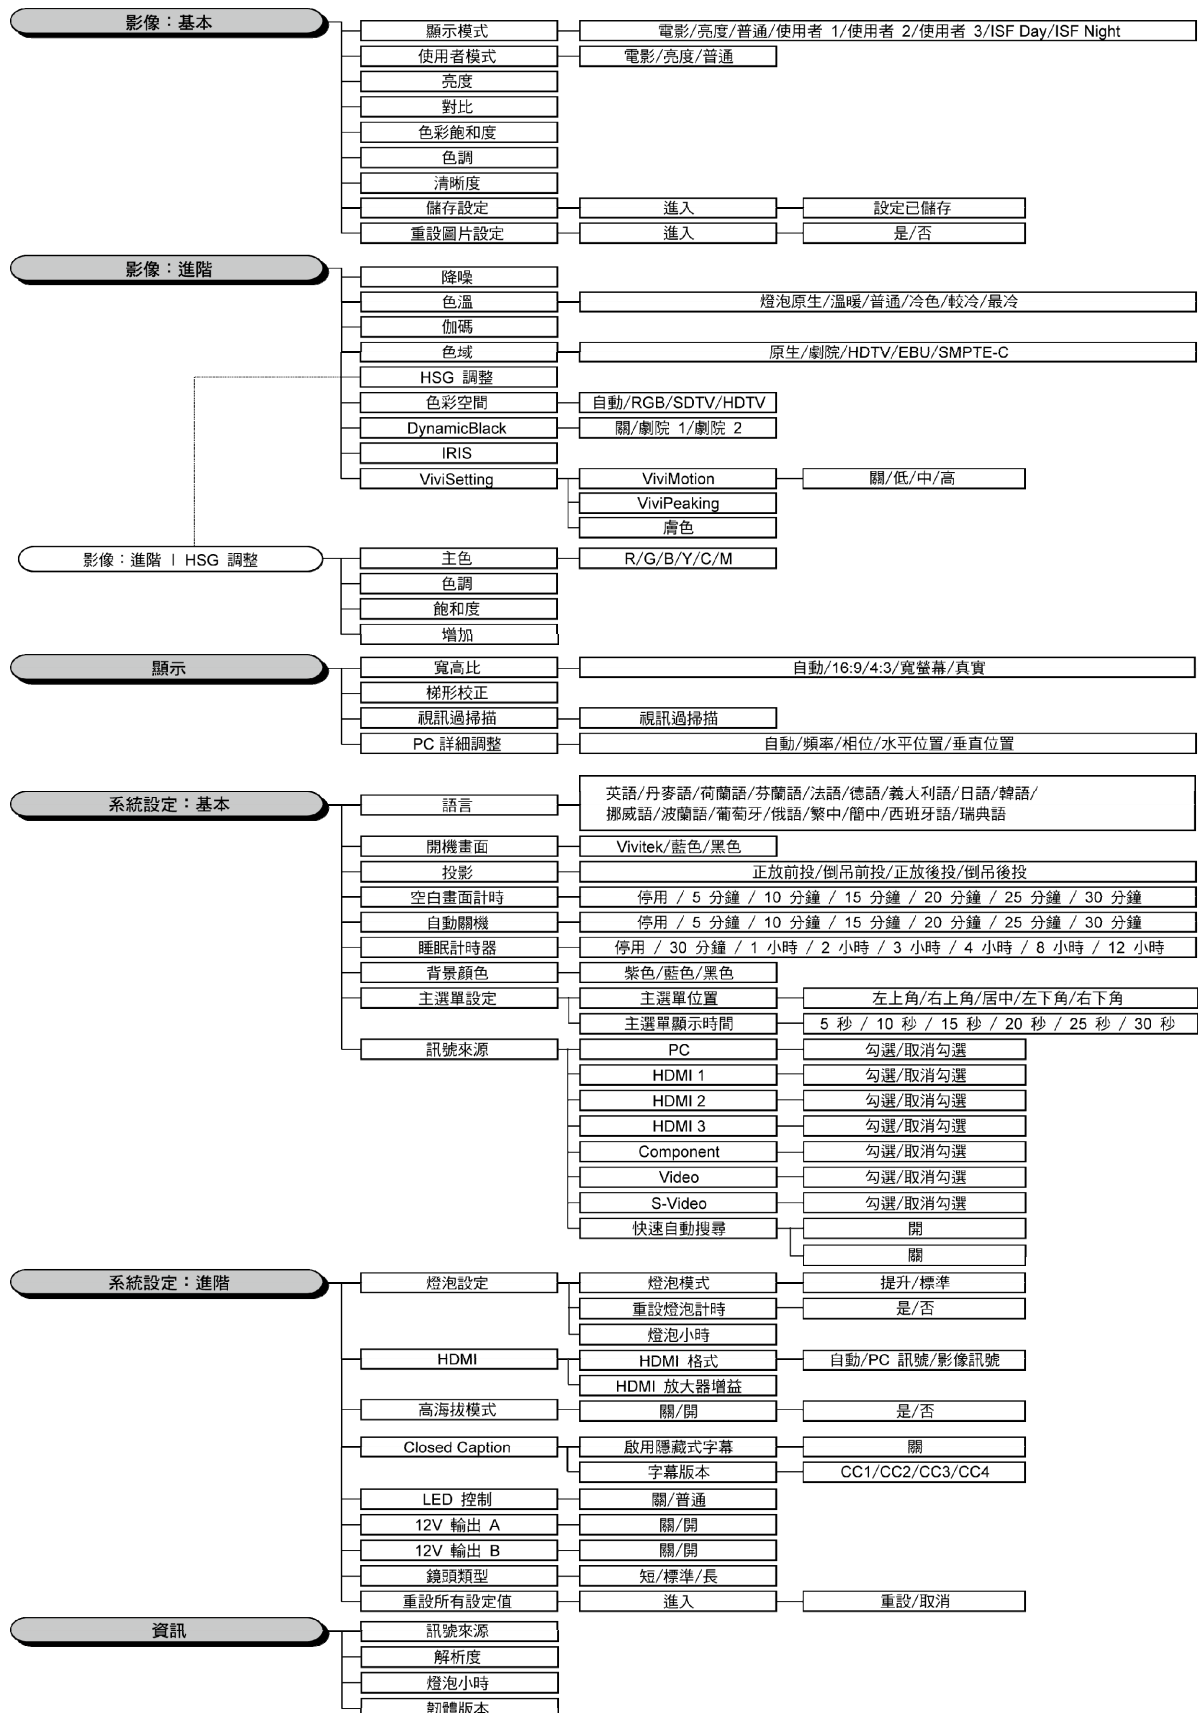 影像：基本
顯示模式 電影/亮度/普通/使用者 1/使用者 2/使用者 3/ISF Day/ISF Night
使用者模式 電影/亮度/普通
亮度
對比
色彩飽和度
色調
清晰度
儲存設定 進入 設定已儲存
重設圖片設定 進入 是/否
影像：進階
降噪
色溫 燈泡原生/溫暖/普通/冷色/較冷/最冷
伽碼
色域 原生/劇院/HDTV/EBU/SMPTE-C
HSG 調整
色彩空間 自動/RGB/SDTV/HDTV
DynamicBlack 關/劇院 1/劇院 2
IRIS
ViviSetting ViviMotion 關/低/中/高
ViviPeaking
膚色
影像：進階 | HSG 調整 主色 R/G/B/Y/C/M
色調
飽和度
增加
顯示 寬高比 自動/16:9/4:3/寬螢幕/真實
梯形校正
視訊過掃描 視訊過掃描
PC 詳細調整 自動/頻率/相位/水平位置/垂直位置
系統設定：基本 語言 英語/丹麥語/荷蘭語/芬蘭語/法語/德語/義大利語/日語/韓語/
挪威語/波蘭語/葡萄牙/俄語/繁中/簡中/西班牙語/瑞典語
開機畫面 Vivitek/藍色/黑色
投影 正放前投/倒吊前投/正放後投/倒吊後投
空白畫面計時 停用 / 5 分鐘 / 10 分鐘 / 15 分鐘 / 20 分鐘 / 25 分鐘 / 30 分鐘
自動關機 停用 / 5 分鐘 / 10 分鐘 / 15 分鐘 / 20 分鐘 / 25 分鐘 / 30 分鐘
睡眠計時器 停用 / 30 分鐘 / 1 小時 / 2 小時 / 3 小時 / 4 小時 / 8 小時 / 12 小時
背景顏色 紫色/藍色/黑色
主選單設定 主選單位置 左上角/右上角/居中/左下角/右下角
主選單顯示時間 5 秒 / 10 秒 / 15 秒 / 20 秒 / 25 秒 / 30 秒
訊號來源 PC 勾選/取消勾選
HDMI 1 勾選/取消勾選
HDMI 2 勾選/取消勾選
HDMI 3 勾選/取消勾選
Component 勾選/取消勾選
Video 勾選/取消勾選
S-Video 勾選/取消勾選
快速自動搜尋 開
關
系統設定：進階 燈泡設定 燈泡模式 提升/標準
重設燈泡計時 是/否
燈泡小時
HDMI HDMI 格式 自動/PC 訊號/影像訊號
HDMI 放大器增益
高海拔模式 關/開 是/否
Closed Caption 啟用隱藏式字幕 關
字幕版本 CC1/CC2/CC3/CC4
LED 控制 關/普通
12V 輸出 A 關/開
12V 輸出 B 關/開
鏡頭類型 短/標準/長
重設所有設定值 進入 重設/取消
資訊 訊號來源
解析度
燈泡小時
韌體版本